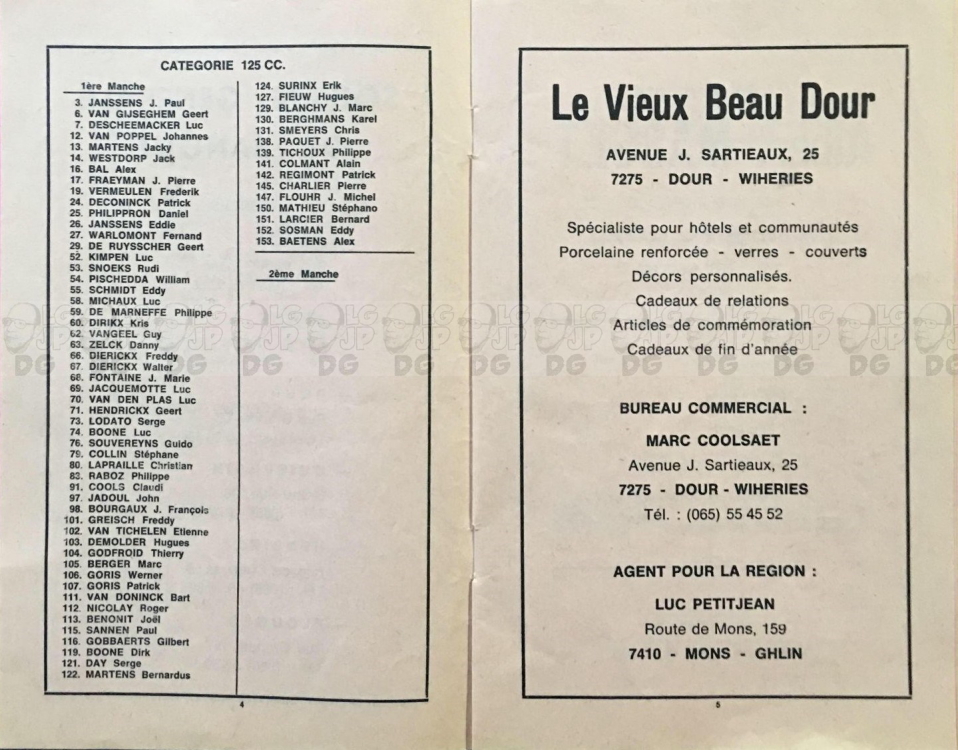 CATEGORIE 125 CC.
1ère Manche
3. JANSSENS J. Paul
6. VAN GIJSEGHEM Geert
7. DESCHEEMACKER Luc
12. VAN POPPEL Johannes
13. MARTENS Jacky
14. WESTDORP Jack
16. BAL Alex
17. FRAEYMAN J. Pierre
19. VERMEULEN Frederik
24. DECONINCK Patrick
25. PHILIPPRON Daniel
26. JANSSENS Eddie
27. WARLOMONT Fernand
29. DE RUYSSCHER Geert
52. KIMPEN Luc
53. SNOEKS Rudi
54. PISCHEDDA William
55. SCHMIDT Eddy
58. MICHAUX Luc
59. DE MARNEFFE Philippe
60. DIRIKX Kris
62. VANGEEL Guy
63. ZELCK Danny
66. DIERICKX Freddy
67. DIERICKX Walter
68. FONTAINE J. Marie
69. JACQUEMOTTE Luc
70. VAN DEN PLAS Luc
71. HENDRICKX Geert
73. LODATO Serge
74. BOONE Luc
76. SOUVEREYNS Guido
79. COLLIN Stéphane
80. LAPRAILLE Christian
83. RABOZ Philippe
91. COOLS Claudi
97. JADOUL John
98. BOURGAUX J. François
101. GREISCH Freddy
102. VAN TICHELEN Etienne
103. DEMOLDER Hugues
104. GODFROID Thierry
105. BERGER Marc
106. GORIS Werner
107. GORIS Patrick
111. VAN DONINCK Bart
112. NICOLAY Roger
113. BENONIT Joël
115. SANNEN Paul
116. GOBBAERTS Gilbert
119. BOONE Dirk
121. DAY Serge
122. MARTENS Bernardus
124. SURINX Erik
127. FIEUW Hugues
129. BLANCHY J. Marc
130. BERGHMANS Karel
131. SMEYERS Chris
138. PAQUET J. Pierre
139. TICHOUX Philippe
141. COLMANT Alain
142. REGIMONT Patrick
145. CHARLIER Pierre
147. FLOUHR J. Michel
150. MATHIEU Stéphano
151. LARCIER Bernard
152. SOSMAN Eddy
153. BAETENS Alex
2ème Manche
4
Le Vieux Beau Dour
AVENUE J. SARTIEAUX, 25
7275 - DOUR - WIHERIES
Spécialiste pour hôtels et communautés
Porcelaine renforcée - verres - couverts
Décors personnalisés.
Cadeaux de relations
Articles de commémoration
Cadeaux de fin d'année
BUREAU COMMERCIAL :
MARC COOLSAET
Avenue J. Sartieaux, 25
7275 - DOUR - WIHERIES
Tél. : (065) 55 45 52
AGENT POUR LA REGION :
LUC PETITJEAN
Route de Mons, 159
7410 - MONS - GHLIN
5